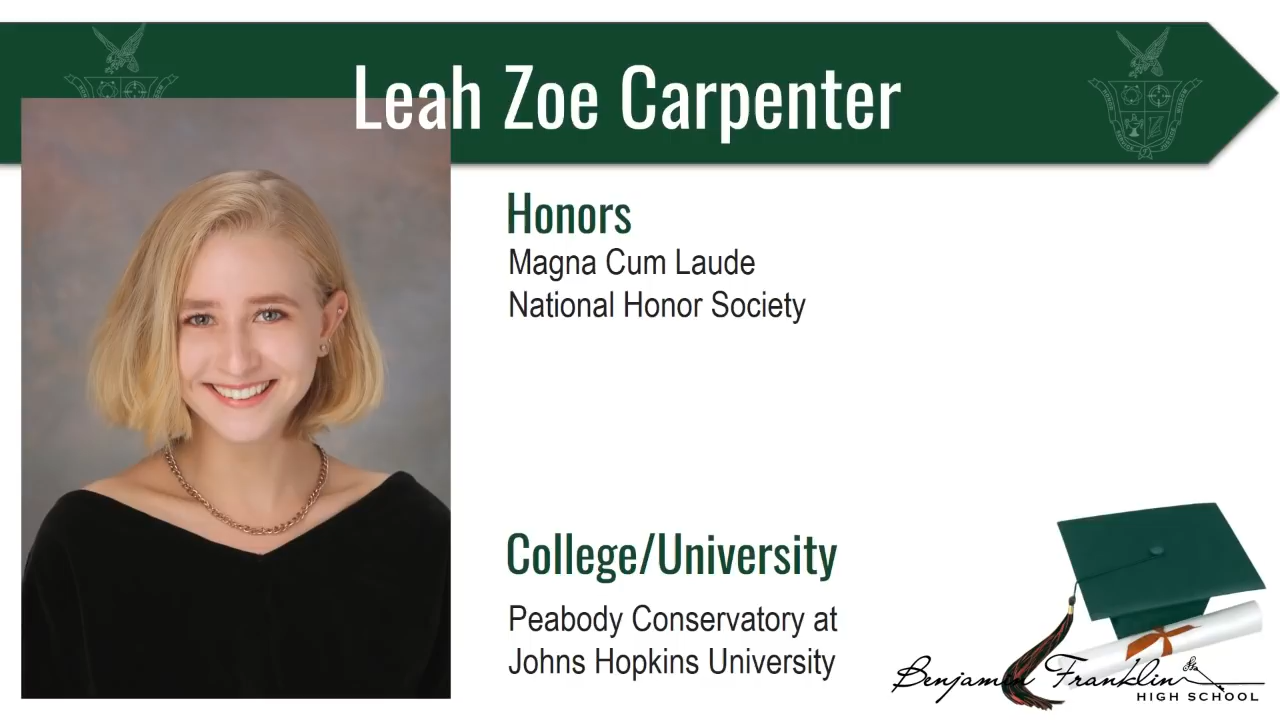 Leah Zoe Carpenter
Honors
Magna Cum Laude
National Honor Society
College/University
Peabody Conservatory at
Johns Hopkins University
Benjamin Franklin
HIGH SCHOOL